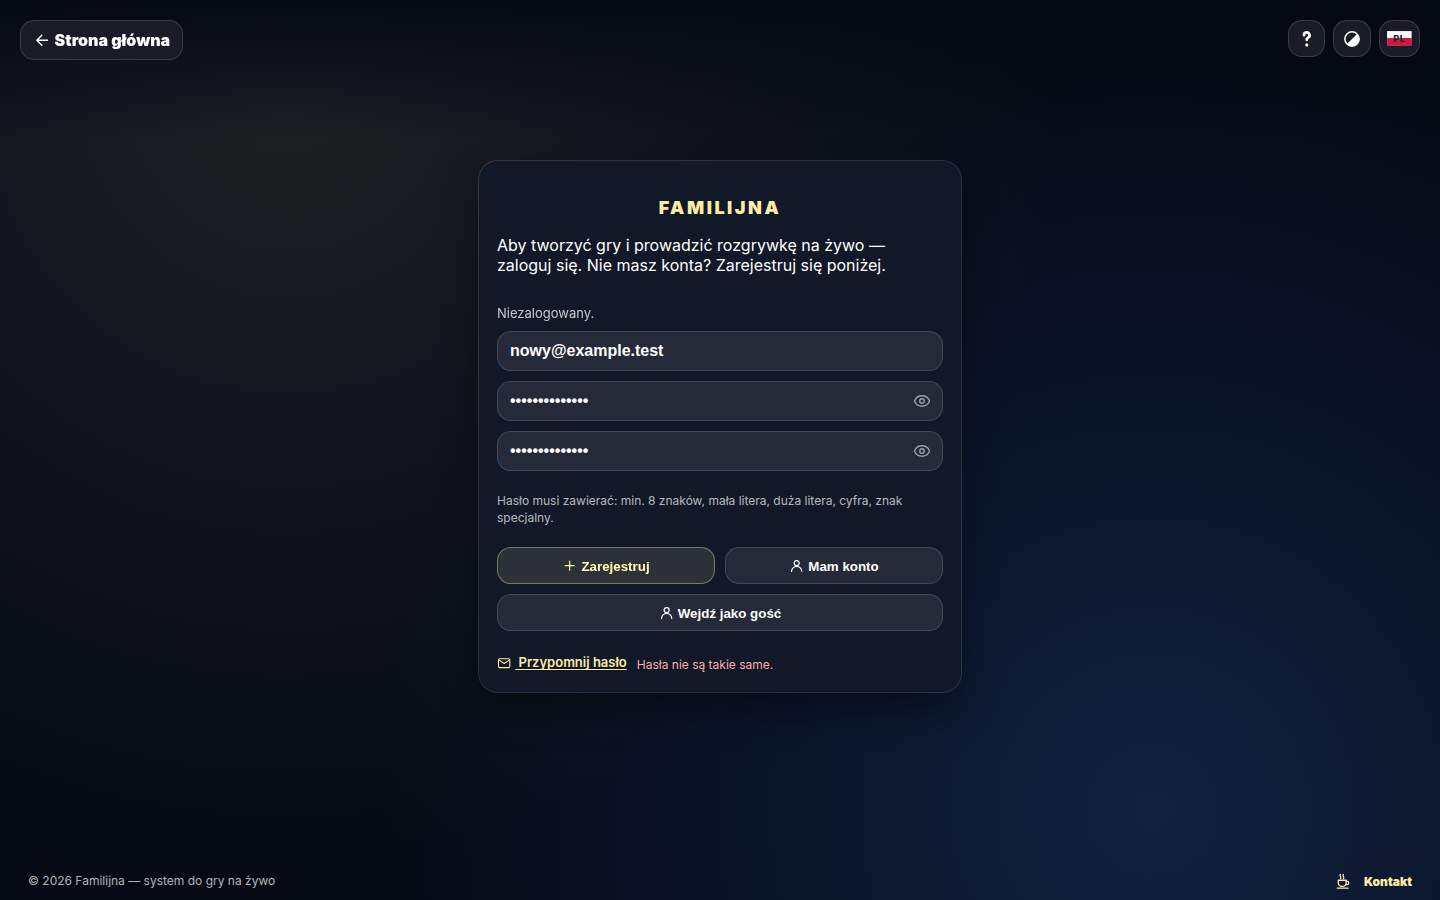 ← Strona główna
?
PL
FAMILIJNA
Aby tworzyć gry i prowadzić rozgrywkę na żywo —
zaloguj się. Nie masz konta? Zarejestruj się poniżej.
Niezalogowany.
nowy@example.test
••••••••••••••
••••••••••••••
Hasło musi zawierać: min. 8 znaków, mała litera, duża litera, cyfra, znak
specjalny.
+ Zarejestruj
Mam konto
Wejdź jako gość
Przypomnij hasło Hasła nie są takie same.
© 2026 Familijna — system do gry na żywo
Kontakt